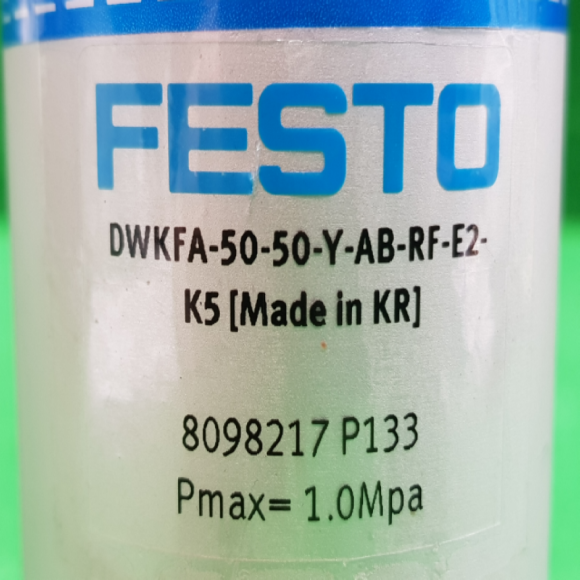 FESTO
DWKFA-50-50-Y-AB-RF-E2-
K5 [Made in KR]
8098217 P133
Pmax= 1.0Mpa